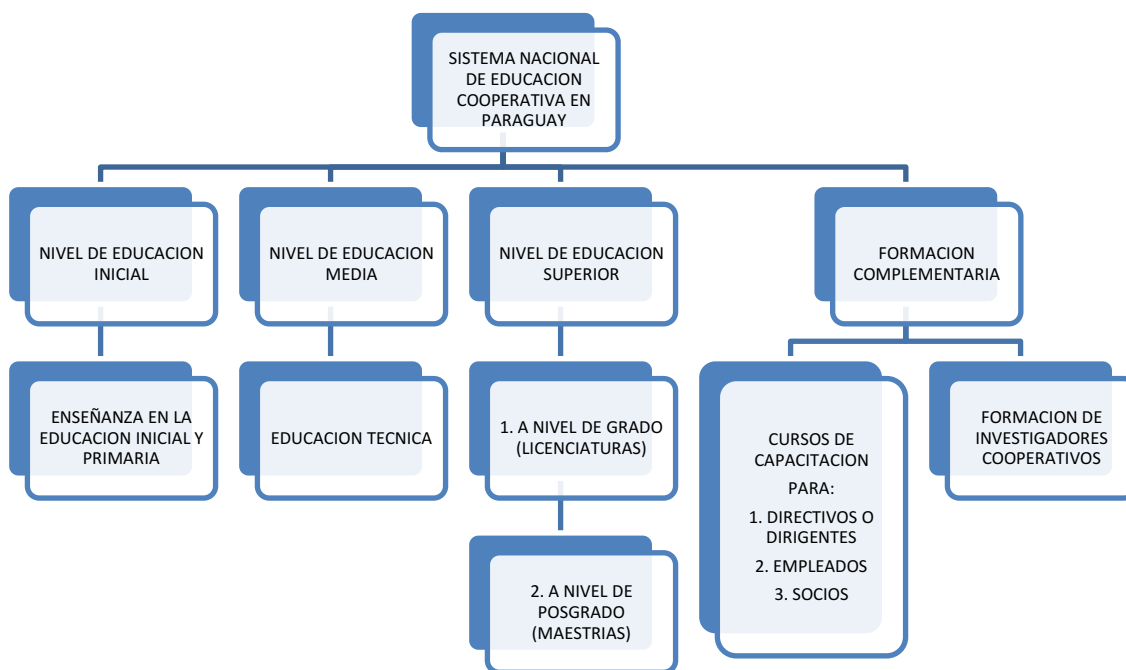 SISTEMA NACIONAL
DE EDUCACION
COOPERATIVA EN
PARAGUAY
NIVEL DE EDUCACION
INICIAL
NIVEL DE EDUCACION
MEDIA
NIVEL DE EDUCACION
SUPERIOR
FORMACION
COMPLEMENTARIA
ENSEÑANZA EN LA
EDUCACION INICIAL Y
PRIMARIA
EDUCACION TECNICA
1. A NIVEL DE GRADO
(LICENCIATURAS)
2. A NIVEL DE
POSGRADO
(MAESTRIAS)
CURSOS DE
CAPACITACION
PARA:
1. DIRECTIVOS O
DIRIGENTES
2. EMPLEADOS
3. SOCIOS
FORMACION DE
INVESTIGADORES
COOPERATIVOS